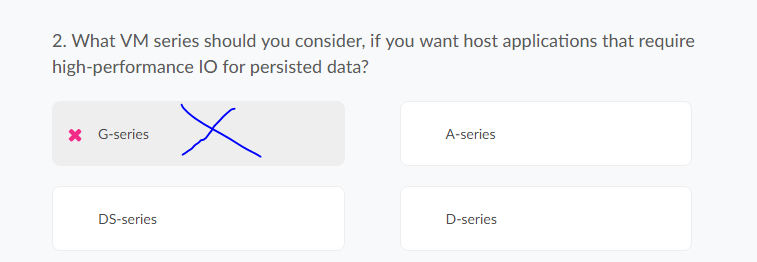 2. What VM series should you consider, if you want host applications that require
high-performance IO for persisted data?
G-series
A-series
DS-series
D-series